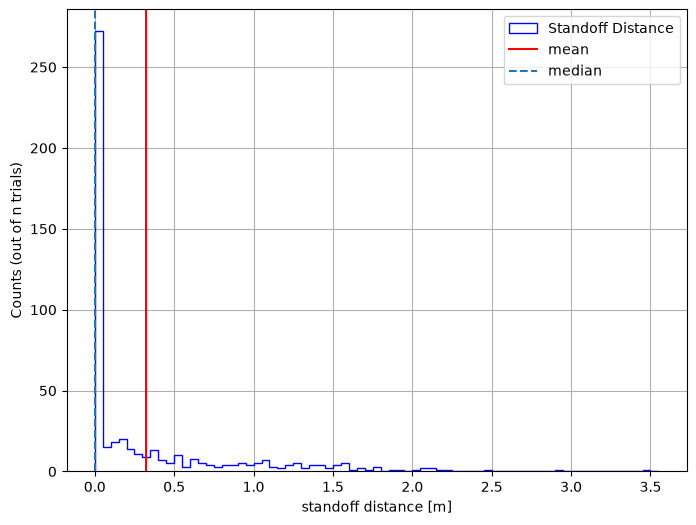 Standoff Distance
mean
median
Counts (out of n trials)
250
200
150
100
50
0
0.0 0.5 1.0 1.5 2.0 2.5 3.0 3.5
standoff distance [m]